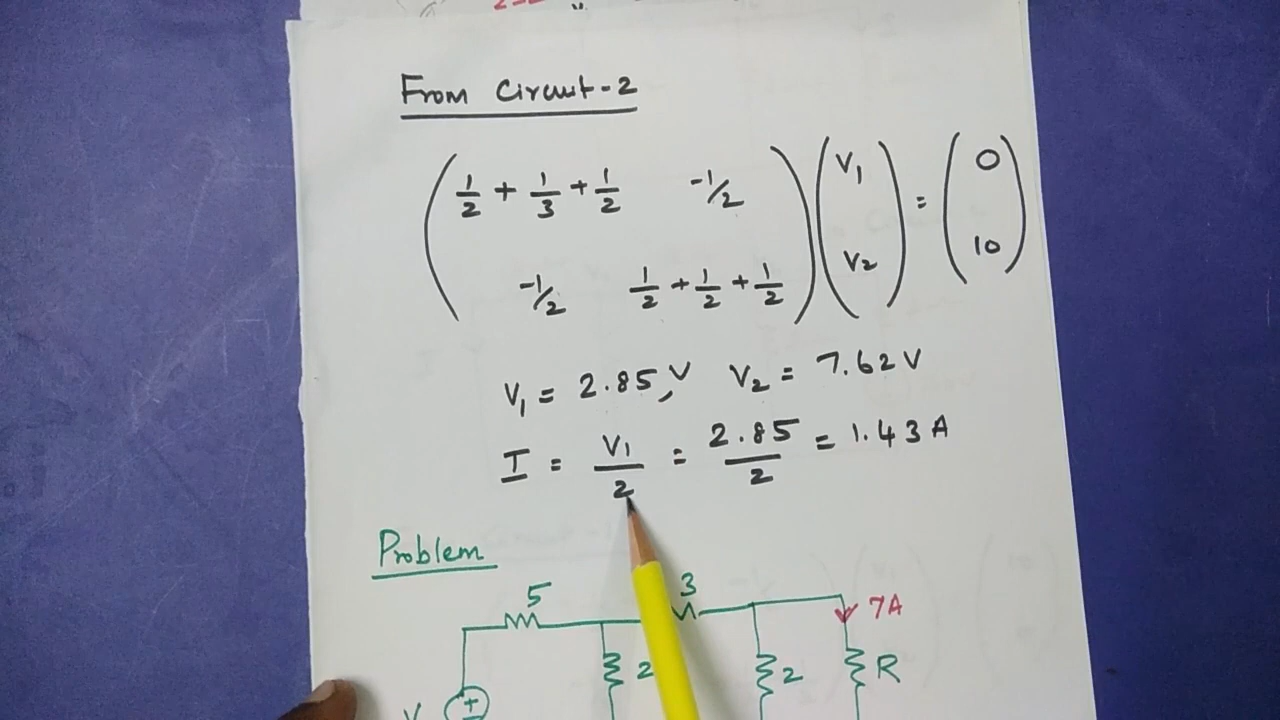 From Circuit-2
1/2 + 1/3 + 1/2   -1/2   V1 = 0
-1/2   1/2 + 1/2 + 1/2   V2   10
V1 = 2.85 V, V2 = 7.62 V
I = V1/2 = 2.85/2 = 1.43 A
Problem
5 3 7A
2 2 R
V +